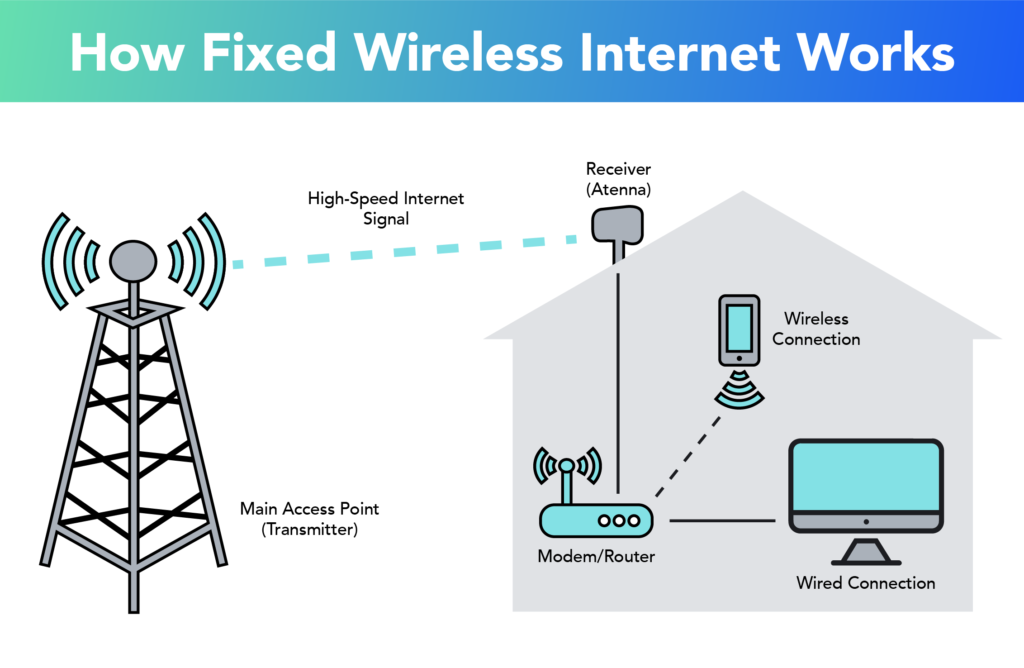 How Fixed Wireless Internet Works
Receiver
(Atenna)
High-Speed Internet
Signal
Wireless
Connection
Main Access Point
(Transmitter)
Modem/Router
Wired Connection